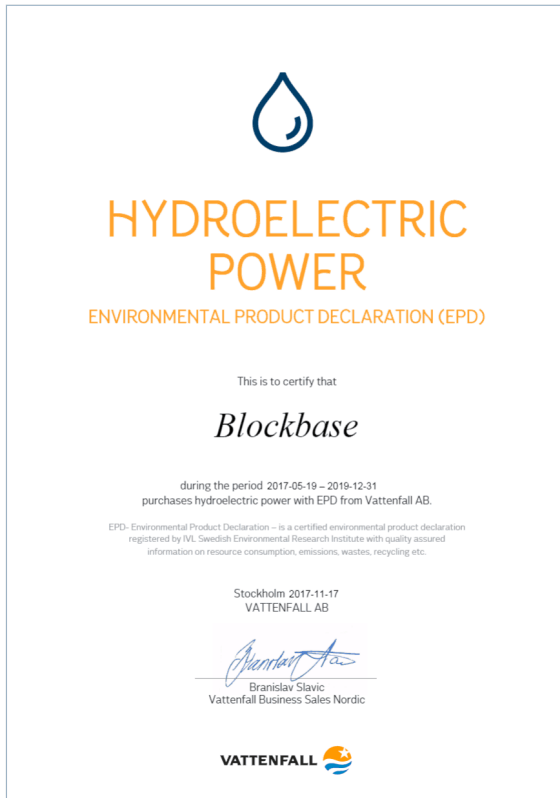 HYDROELECTRIC
POWER
ENVIRONMENTAL PRODUCT DECLARATION (EPD)
This is to certify that
Blockbase
during the period 2017-05-19 – 2019-12-31
purchases hydroelectric power with EPD from Vattenfall AB.
EPD- Environmental Product Declaration – is a certified environmental product declaration
registered by IVL Swedish Environmental Research Institute with quality assured
information on resource consumption, emissions, wastes, recycling etc.
Stockholm 2017-11-17
VATTENFALL AB
Branislav Slavic
Vattenfall Business Sales Nordic
VATTENFALL